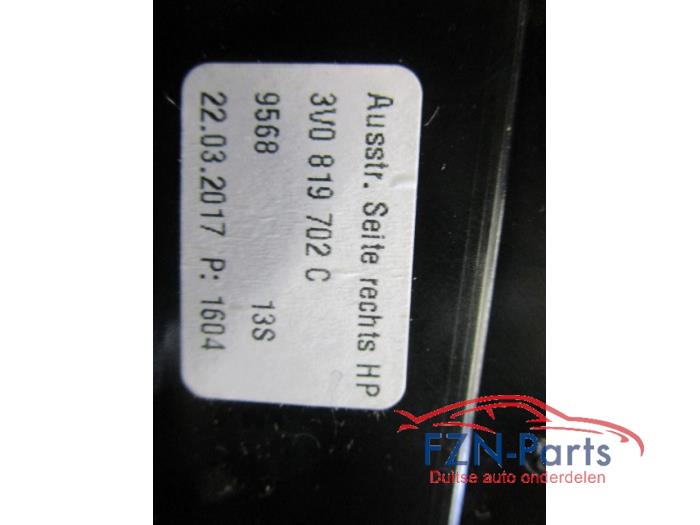 Ausstr. Seite rechts HP
3V0 819 702 C
9568 13S
22.03.2017 P: 1604
FZN-Parts
Duitse auto onderdelen